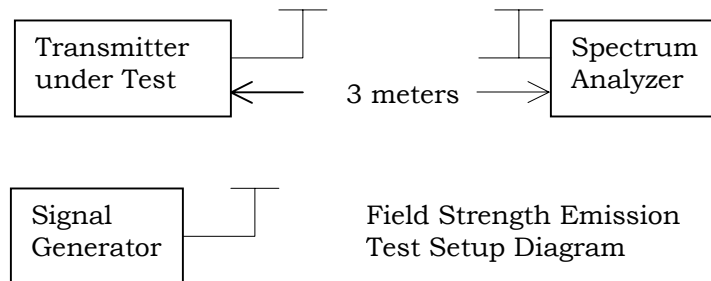 Transmitter
under Test
3 meters
Spectrum
Analyzer
Signal
Generator
Field Strength Emission
Test Setup Diagram